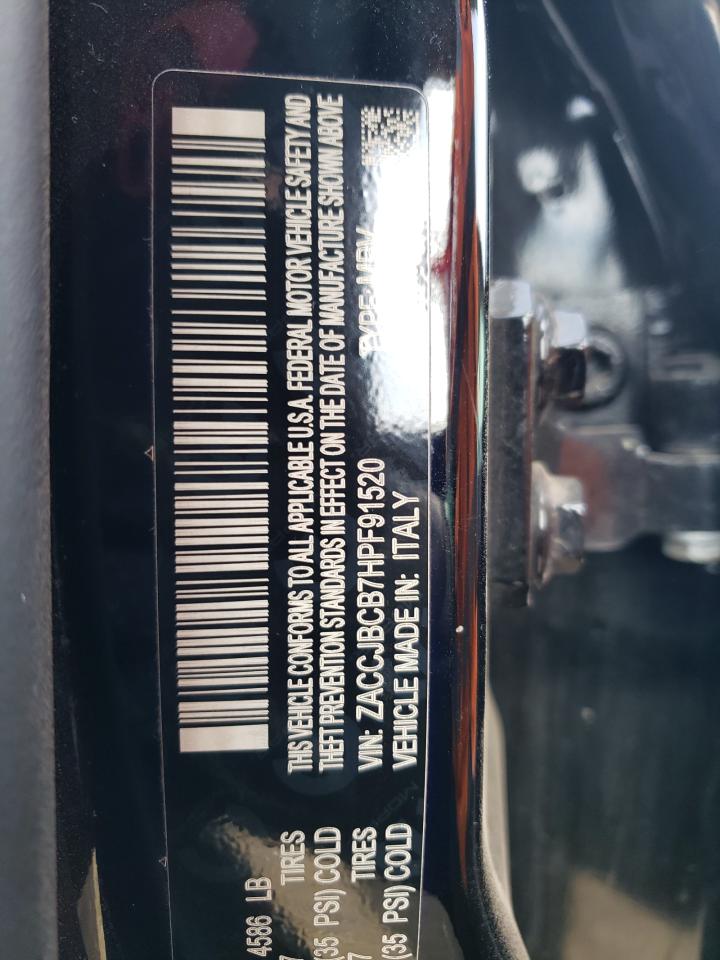 4586 LB
TIRES
(35 PSI) COLD
TIRES
(35 PSI) COLD
THIS VEHICLE CONFORMS TO ALL APPLICABLE U.S.A. FEDERAL MOTOR VEHICLE SAFETY AND
THEFT PREVENTION STANDARDS IN EFFECT ON THE DATE OF MANUFACTURE SHOWN ABOVE
VIN: ZACCJBCB7HPF91520 TYPE: MPV
VEHICLE MADE IN: ITALY